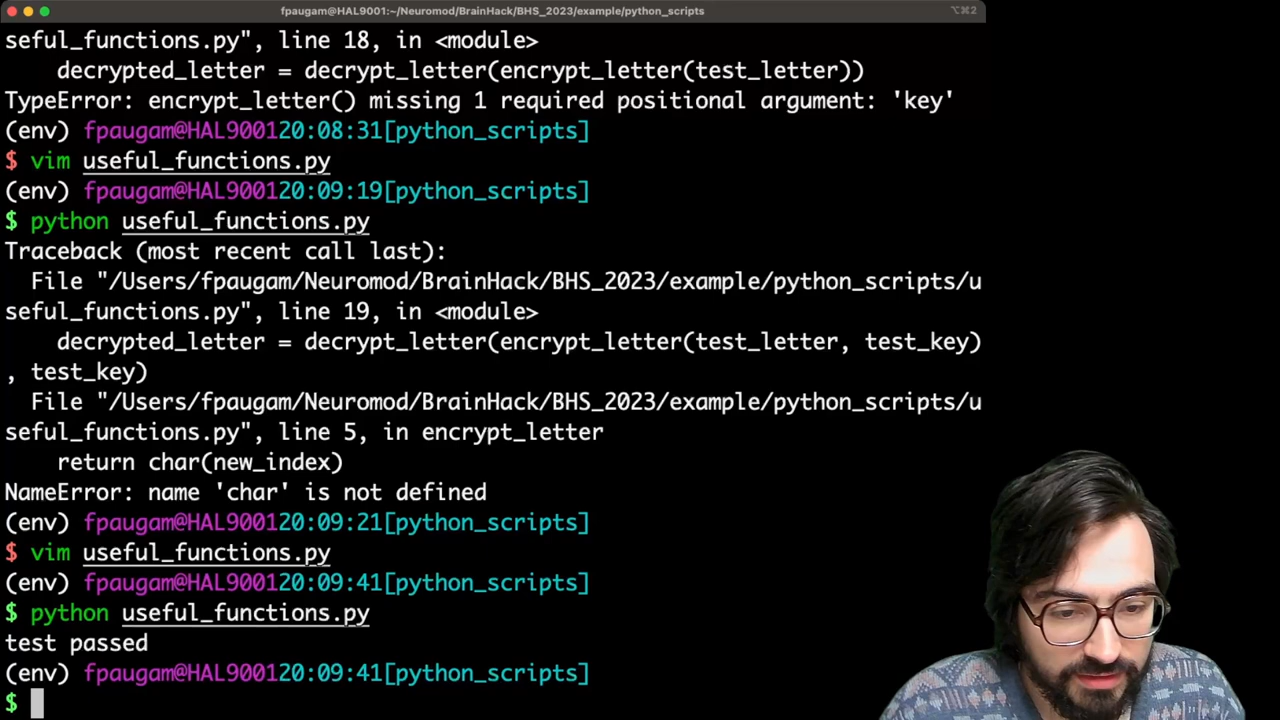 fpaugam@HAL9001:~/Neuromod/BrainHack/BHS_2023/example/python_scripts
⌥⌘2
seful_functions.py", line 18, in <module>
    decrypted_letter = decrypt_letter(encrypt_letter(test_letter))
TypeError: encrypt_letter() missing 1 required positional argument: 'key'
(env) fpaugam@HAL900120:08:31[python_scripts]
$ vim useful_functions.py
(env) fpaugam@HAL900120:09:19[python_scripts]
$ python useful_functions.py
Traceback (most recent call last):
  File "/Users/fpaugam/Neuromod/BrainHack/BHS_2023/example/python_scripts/u
seful_functions.py", line 19, in <module>
    decrypted_letter = decrypt_letter(encrypt_letter(test_letter, test_key)
, test_key)
  File "/Users/fpaugam/Neuromod/BrainHack/BHS_2023/example/python_scripts/u
seful_functions.py", line 5, in encrypt_letter
    return char(new_index)
NameError: name 'char' is not defined
(env) fpaugam@HAL900120:09:21[python_scripts]
$ vim useful_functions.py
(env) fpaugam@HAL900120:09:41[python_scripts]
$ python useful_functions.py
test passed
(env) fpaugam@HAL900120:09:41[python_scripts]
$